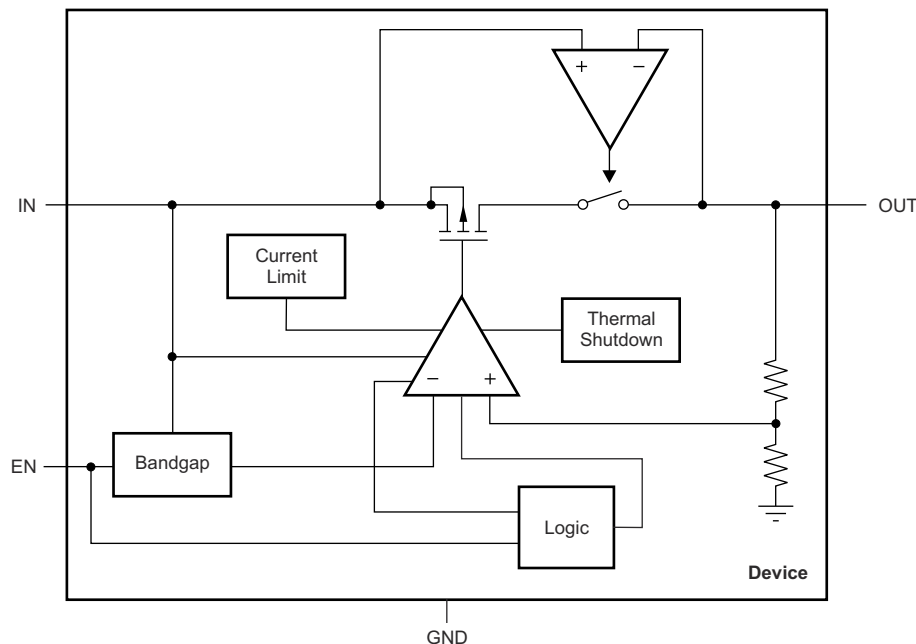 + −
IN
OUT
Current
Limit
Thermal
Shutdown
− +
EN
Bandgap
Logic
Device
GND